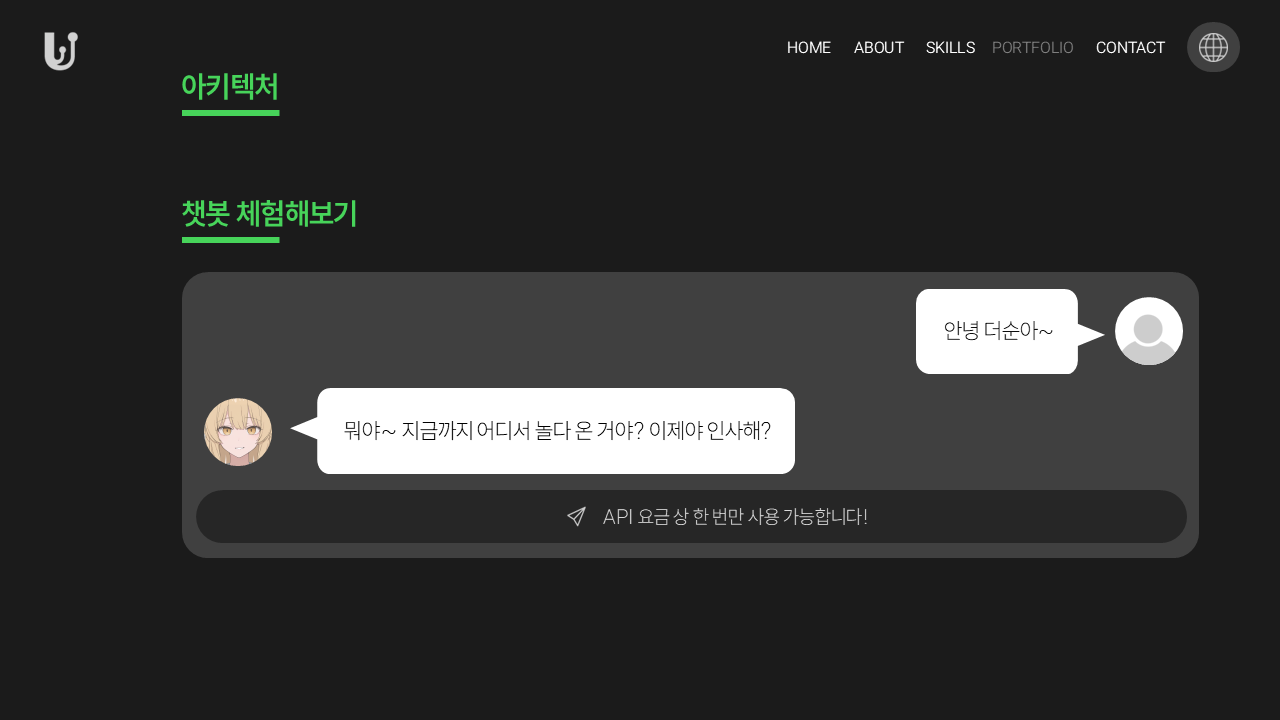 HOME ABOUT SKILLS PORTFOLIO CONTACT
아키텍처
챗봇 체험해보기
안녕 더순아~
뭐야~ 지금까지 어디서 놀다 온 거야? 이제야 인사해?
API 요금 상 한 번만 사용 가능합니다!